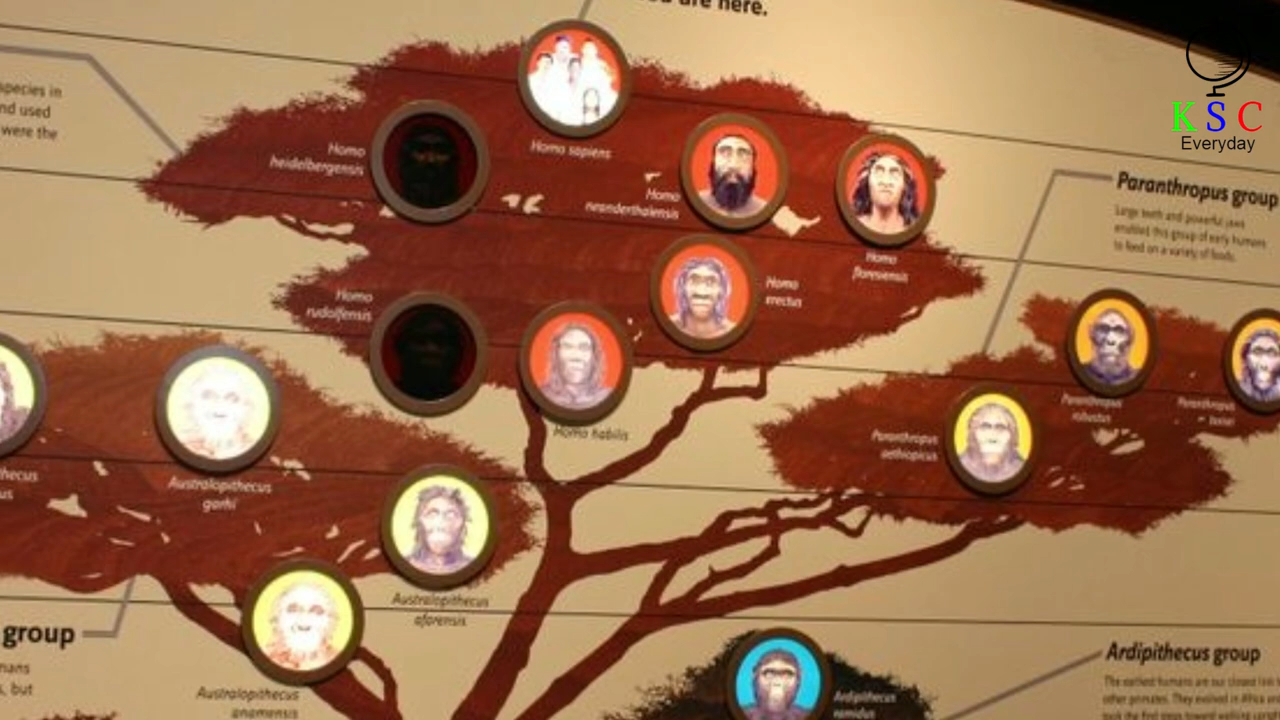 are here.
species in
nd used
were the
K S C
Everyday
Homo sapiens
Homo
heidelbergensis
Homo
neanderthalensis
Homo
floresiensis
Paranthropus group
Large teeth and powerful jaws
enabled this group of early humans
to feed on a variety of foods.
Homo
erectus
Homo
rudolfensis
Homo habilis
Paranthropus
robustus
Paranthropus
boisei
Paranthropus
aethiopicus
Australopithecus
garhi
Australopithecus
afarensis
group
Australopithecus
anamensis
Ardipithecus
ramidus
Ardipithecus group
The earliest humans are our closest link t
other primates. They evolved in Africa